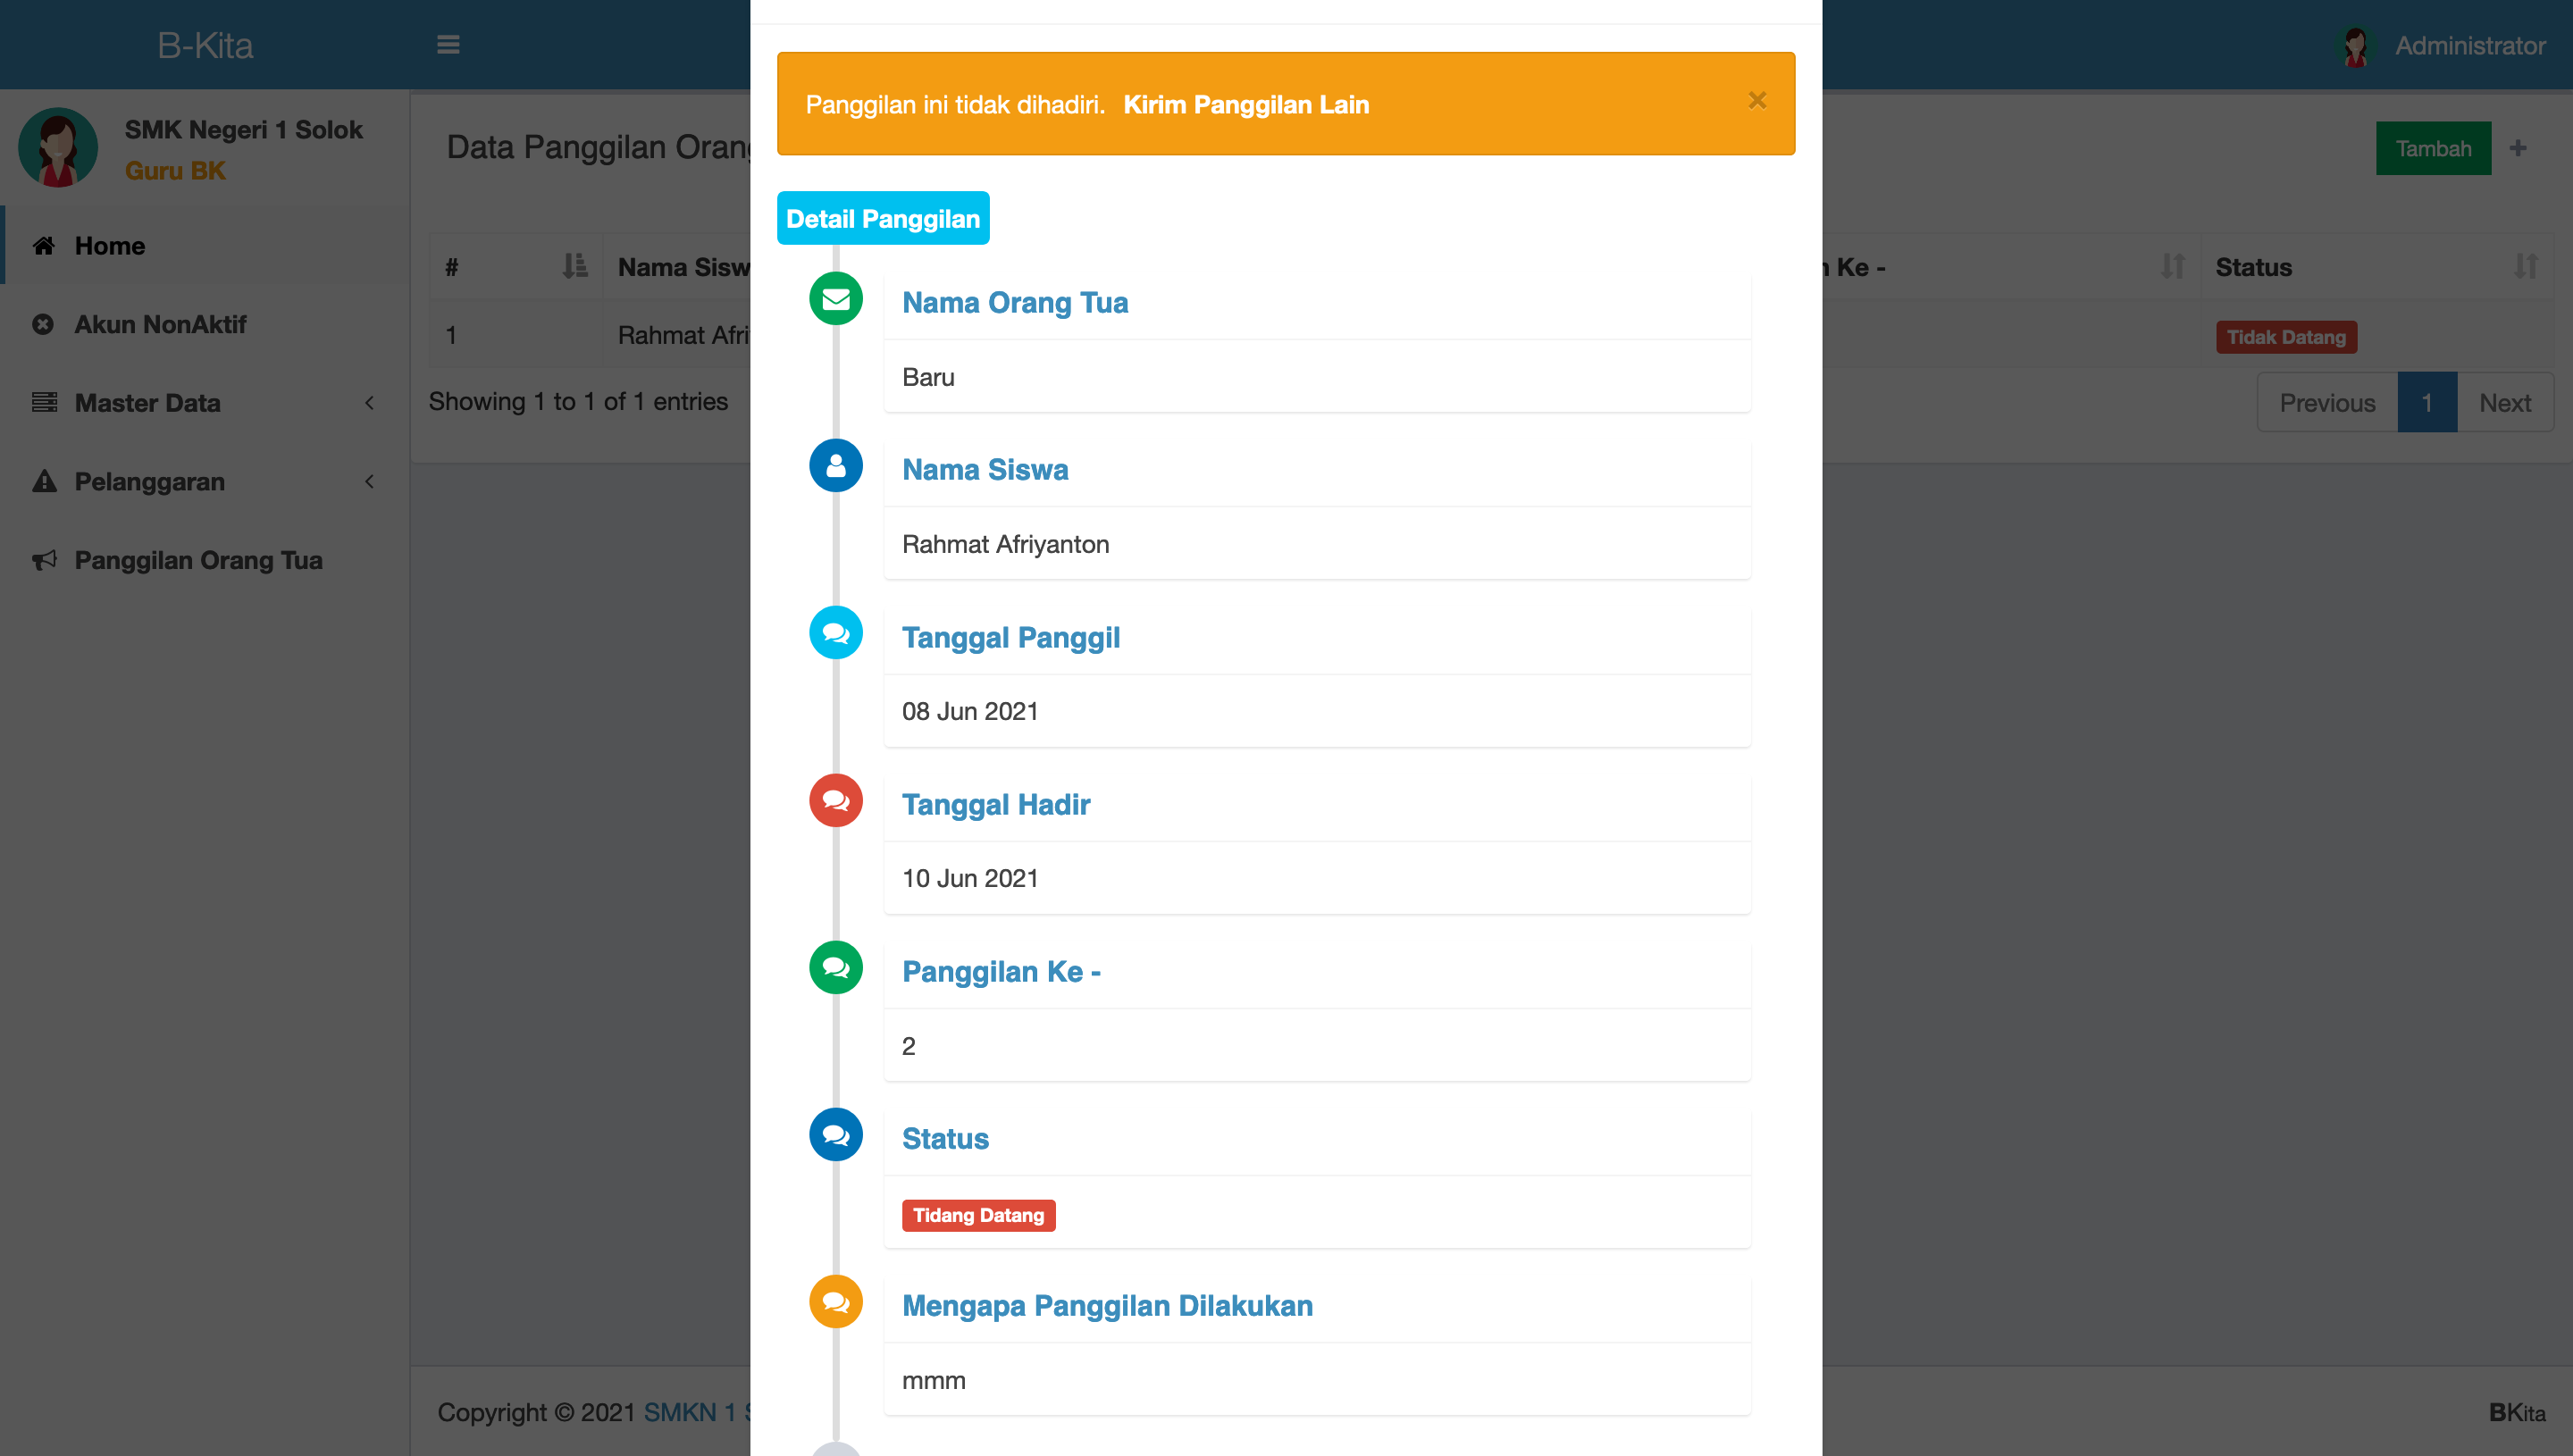 B-Kita
Administrator
SMK Negeri 1 Solok
Guru BK
Home
Akun NonAktif
Master Data
Pelanggaran
Panggilan Orang Tua
Data Panggilan Orang
Tambah
# Nama Sisw
Ke - Status
1 Rahmat Afri
Tidak Datang
Showing 1 to 1 of 1 entries
Previous 1 Next
Panggilan ini tidak dihadiri. Kirim Panggilan Lain
×
Detail Panggilan
Nama Orang Tua
Baru
Nama Siswa
Rahmat Afriyanton
Tanggal Panggil
08 Jun 2021
Tanggal Hadir
10 Jun 2021
Panggilan Ke -
2
Status
Tidang Datang
Mengapa Panggilan Dilakukan
mmm
Copyright © 2021 SMKN 1
BKita